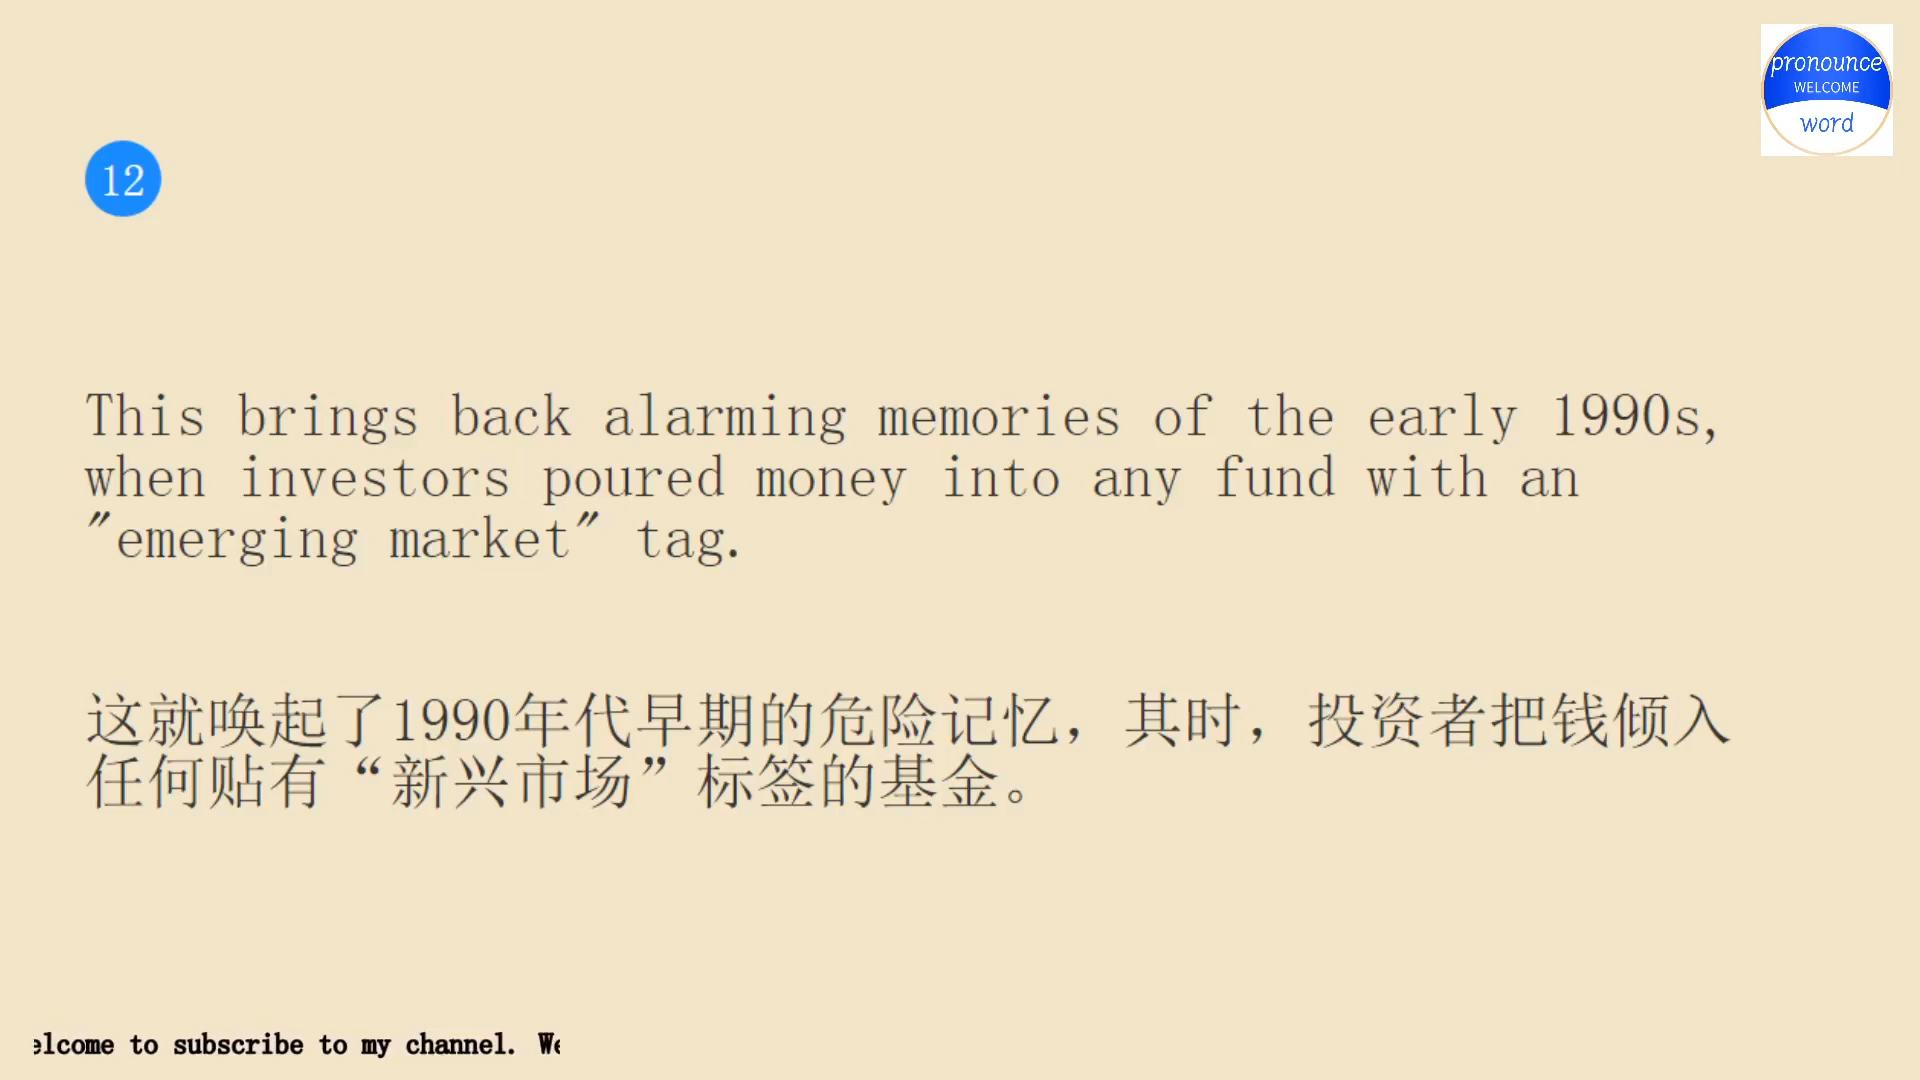 pronounce
WELCOME
word
12
This brings back alarming memories of the early 1990s,
when investors poured money into any fund with an
"emerging market" tag.
这就唤起了1990年代早期的危险记忆，其时，投资者把钱倾入
任何贴有“新兴市场”标签的基金。
elcome to subscribe to my channel. We